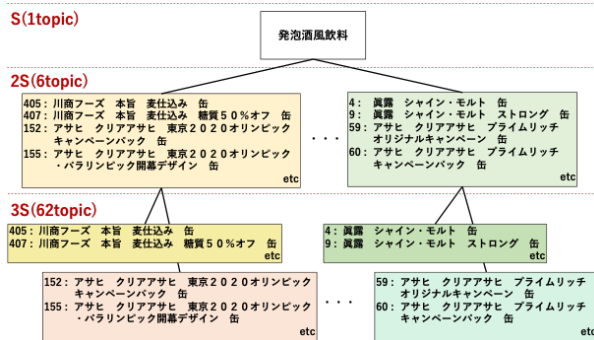 S(1topic)
発泡酒風飲料
2S(6topic)
405： 川商フーズ　本旨　麦仕込み　缶
407： 川商フーズ　本旨　麦仕込み　糖質５０％オフ　缶
152： アサヒ　クリアアサヒ　東京２０２０オリンピック
キャンペーンパック　缶
155： アサヒ　クリアアサヒ　東京２０２０オリンピック
・パラリンピック開幕デザイン　缶
etc
・・・
4： 眞露　シャイン・モルト　缶
9： 眞露　シャイン・モルト　ストロング　缶
59： アサヒ　クリアアサヒ　プライムリッチ
オリジナルキャンペーン　缶
60： アサヒ　クリアアサヒ　プライムリッチ
キャンペーンパック　缶
etc
3S(62topic)
405： 川商フーズ　本旨　麦仕込み　缶
407： 川商フーズ　本旨　麦仕込み　糖質５０％オフ　缶
etc
4： 眞露　シャイン・モルト　缶
9： 眞露　シャイン・モルト　ストロング　缶
etc
152： アサヒ　クリアアサヒ　東京２０２０オリンピック
キャンペーンパック　缶
155： アサヒ　クリアアサヒ　東京２０２０オリンピック
・パラリンピック開幕デザイン　缶
etc
・・・
59： アサヒ　クリアアサヒ　プライムリッチ
オリジナルキャンペーン　缶
60： アサヒ　クリアアサヒ　プライムリッチ
キャンペーンパック　缶
etc